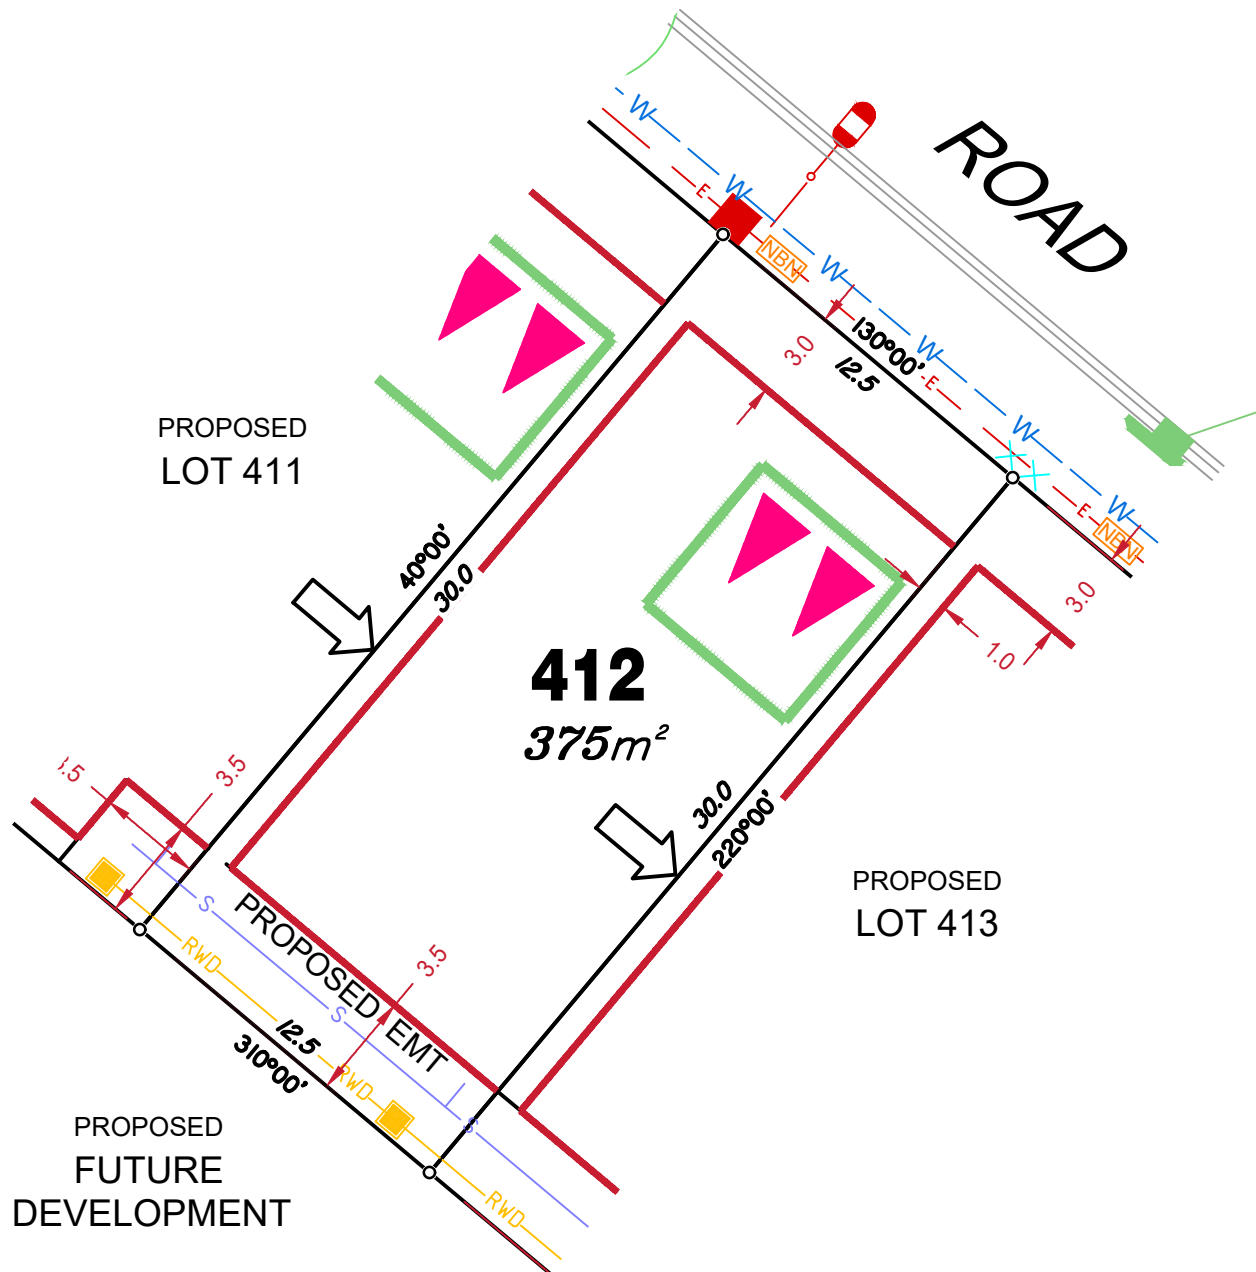 ROAD
W
W
E
NBN
W
130°00'
12.5
3.0
W
E
W
W
E
NBN
3.0
1.0
PROPOSED
LOT 411
40°00'
30.0
412
375m²
30.0
220°00'
3.5
PROPOSED
LOT 413
S
RWD
PROPOSED EMT
3.5
S
12.5
310°00'
RWD
S
RWD
PROPOSED
FUTURE
DEVELOPMENT